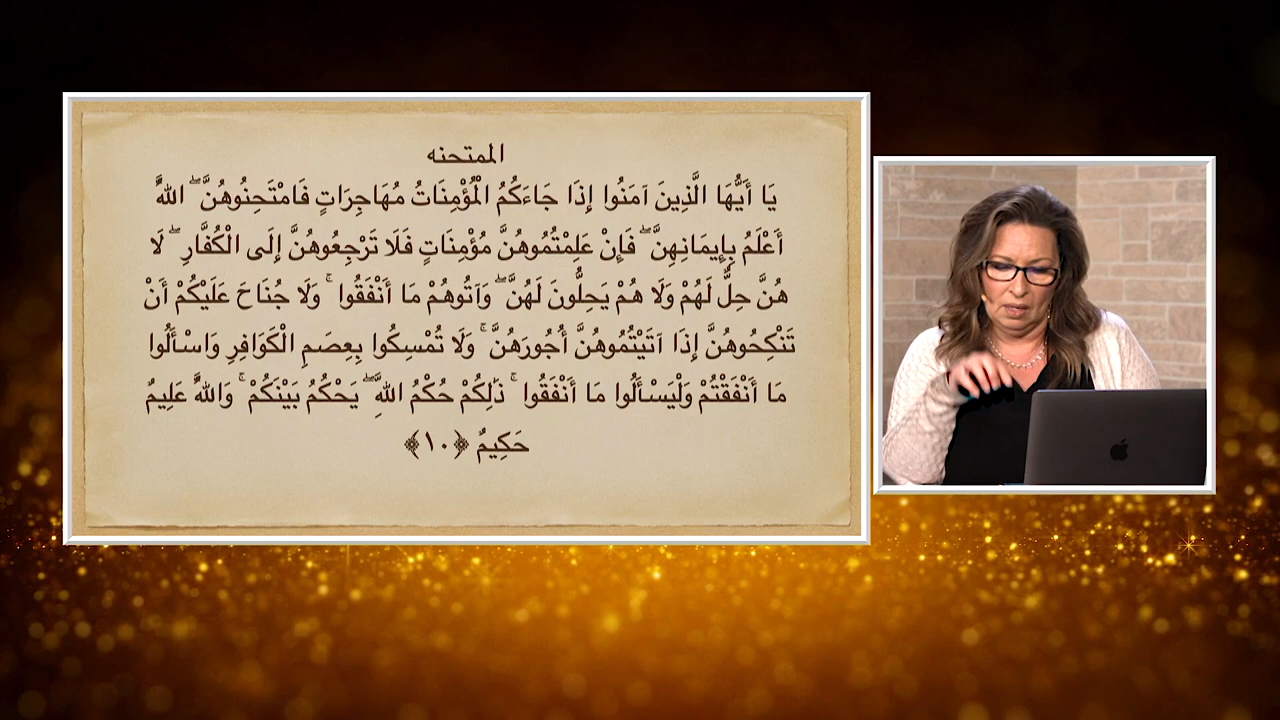 الممتحنه
يَا أَيُّهَا الَّذِينَ آمَنُوا إِذَا جَاءَكُمُ الْمُؤْمِنَاتُ مُهَاجِرَاتٍ فَامْتَحِنُوهُنَّ ۖ اللَّهُ
أَعْلَمُ بِإِيمَانِهِنَّ ۖ فَإِنْ عَلِمْتُمُوهُنَّ مُؤْمِنَاتٍ فَلَا تَرْجِعُوهُنَّ إِلَى الْكُفَّارِ ۖ لَا
هُنَّ حِلٌّ لَهُمْ وَلَا هُمْ يَحِلُّونَ لَهُنَّ ۖ وَآتُوهُمْ مَا أَنْفَقُوا ۚ وَلَا جُنَاحَ عَلَيْكُمْ أَنْ
تَنْكِحُوهُنَّ إِذَا آتَيْتُمُوهُنَّ أُجُورَهُنَّ ۚ وَلَا تُمْسِكُوا بِعِصَمِ الْكَوَافِرِ وَاسْأَلُوا
مَا أَنْفَقْتُمْ وَلْيَسْأَلُوا مَا أَنْفَقُوا ۚ ذَٰلِكُمْ حُكْمُ اللَّهِ ۖ يَحْكُمُ بَيْنَكُمْ ۚ وَاللَّهُ عَلِيمٌ
حَكِيمٌ ﴿١٠﴾